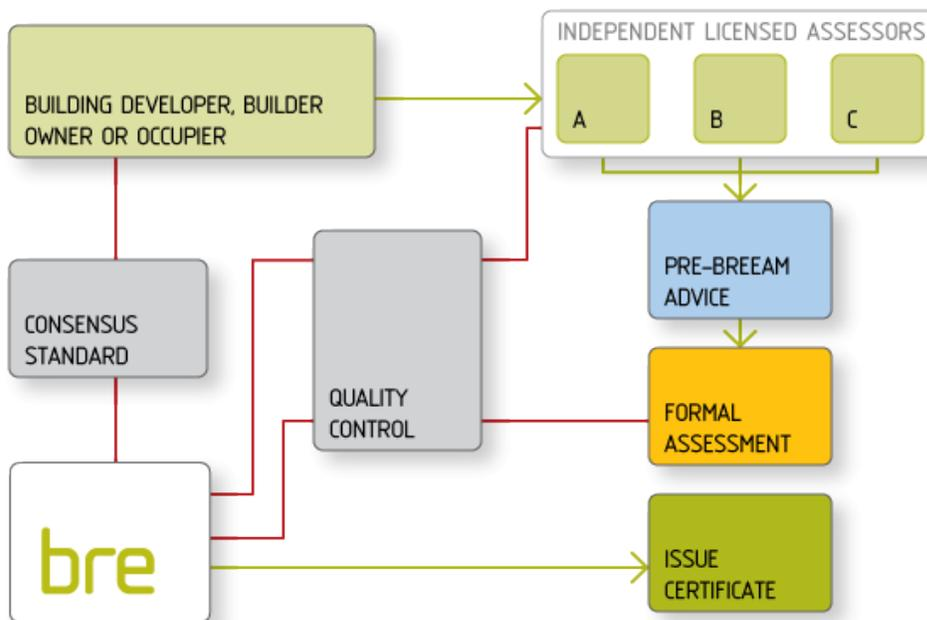 INDEPENDENT LICENSED ASSESSORS
BUILDING DEVELOPER, BUILDER
OWNER OR OCCUPIER
A
B
C
PRE-BREEAM
ADVICE
CONSENSUS
STANDARD
QUALITY
CONTROL
FORMAL
ASSESSMENT
bre
ISSUE
CERTIFICATE